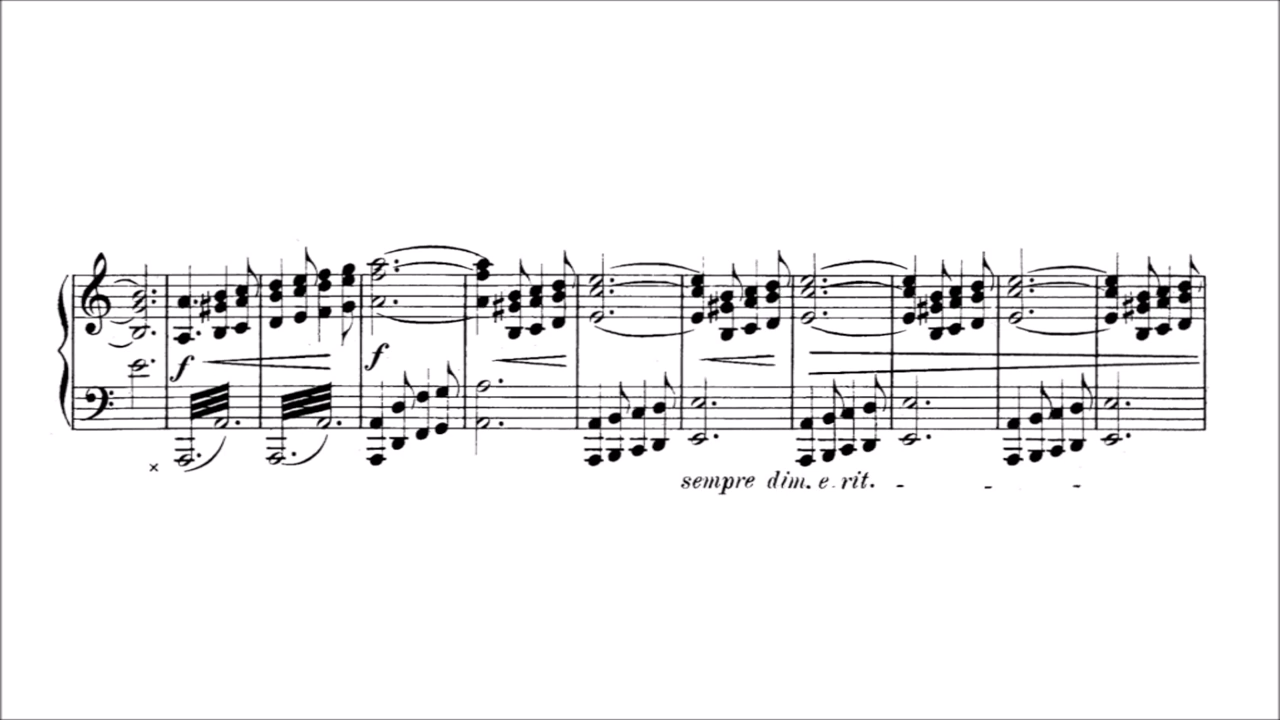 f
f
sempre dim. e rit. - - -